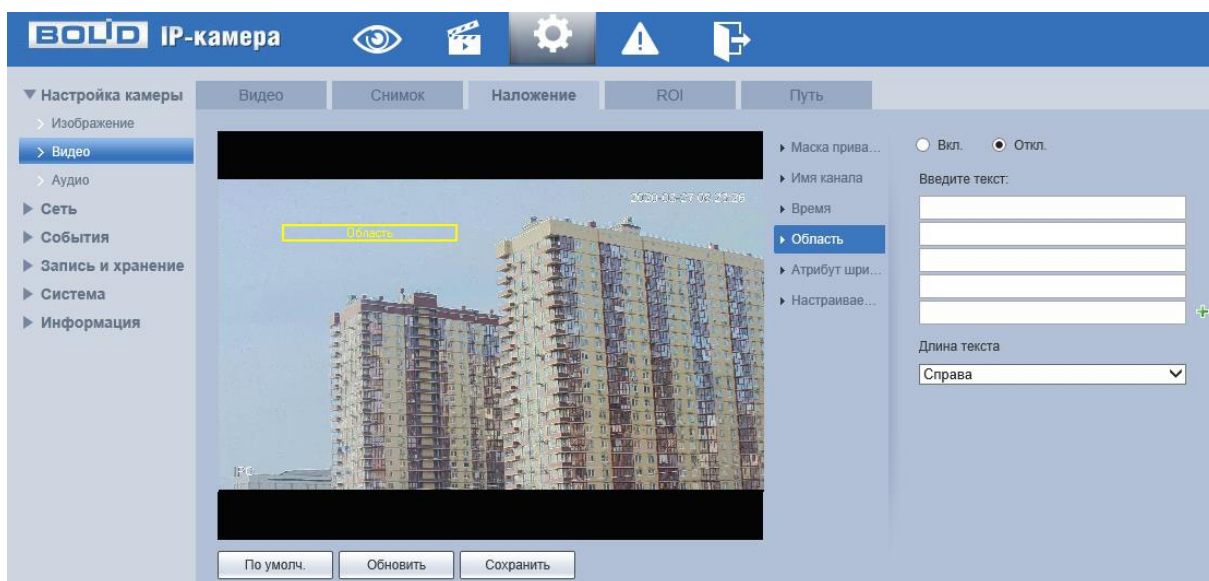 BOLID IP-камера
Настройка камеры
Изображение
Видео
Аудио
Сеть
События
Запись и хранение
Система
Информация
Видео Снимок Наложение ROI Путь
Область
IPC
Маска прива...
Имя канала
Время
Область
Атрибут шри...
Настраивае...
Вкл. Откл.
Введите текст:
Длина текста
Справа
По умолч. Обновить Сохранить